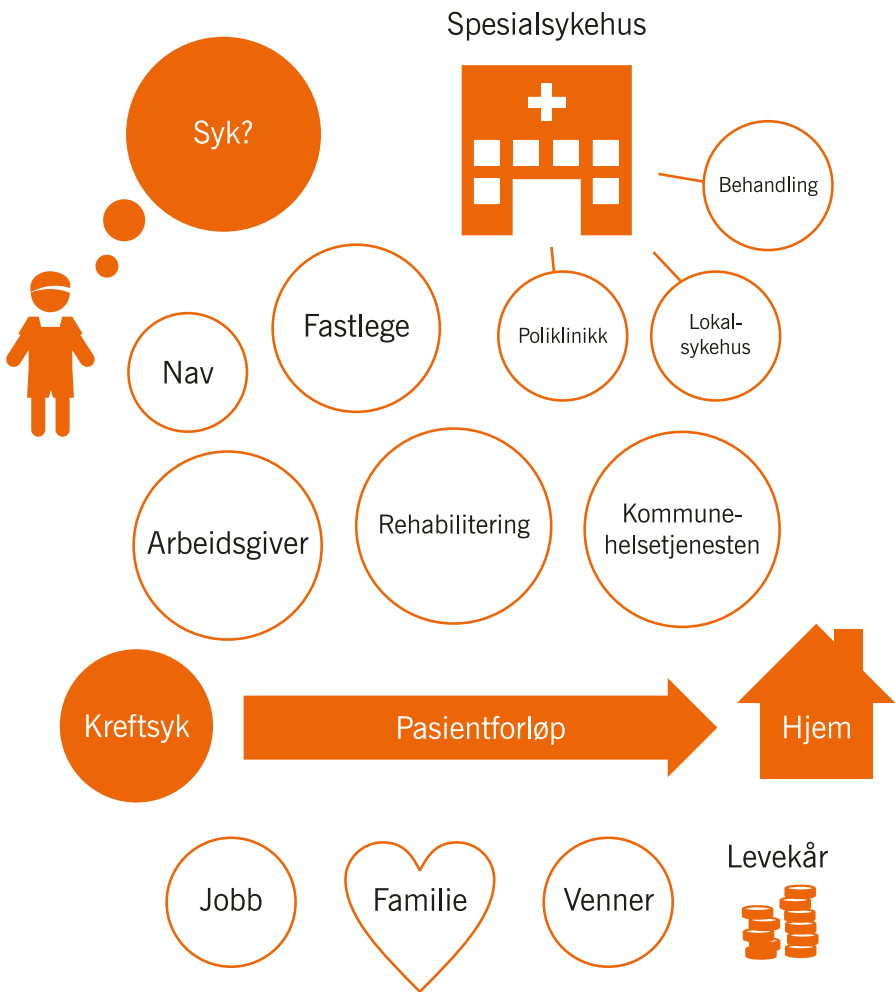 Spesialsykehus
Syk?
Behandling
Fastlege
Poliklinikk
Lokal-
sykehus
Nav
Arbeidsgiver
Rehabilitering
Kommune-
helsetjenesten
Kreftsyk
Pasientforløp
Hjem
Jobb
Familie
Venner
Levekår